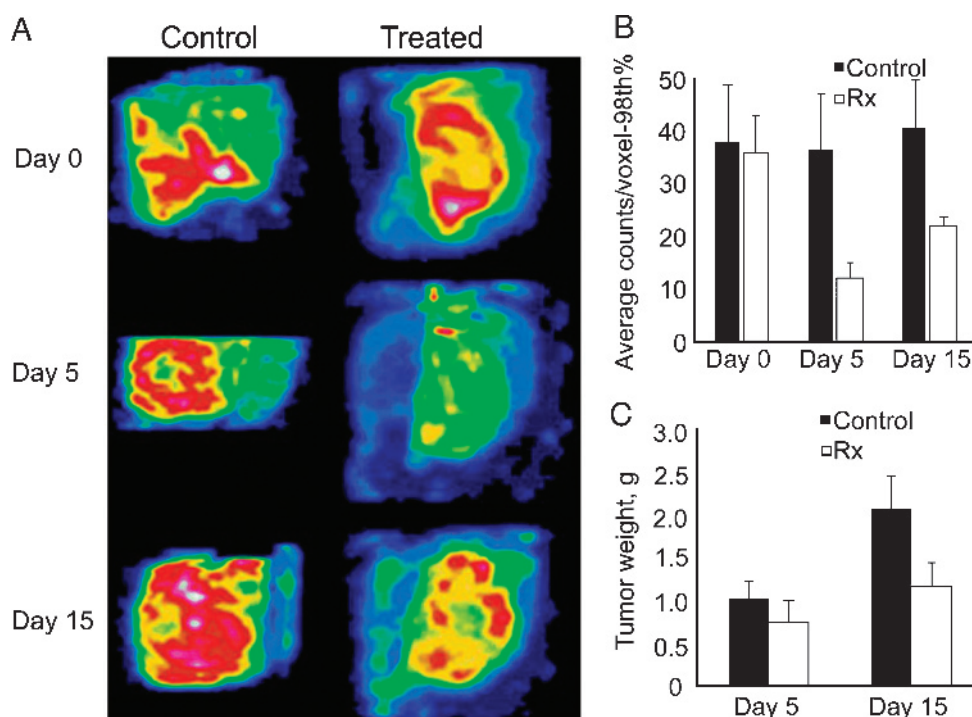 A
Control Treated
Day 0
Day 5
Day 15
B
Control
Rx
Average counts/voxel-98th%
50
40
30
20
10
0
Day 0 Day 5 Day 15
C
Control
Rx
Tumor weight, g
3.0
2.5
2.0
1.5
1.0
0.5
0
Day 5 Day 15